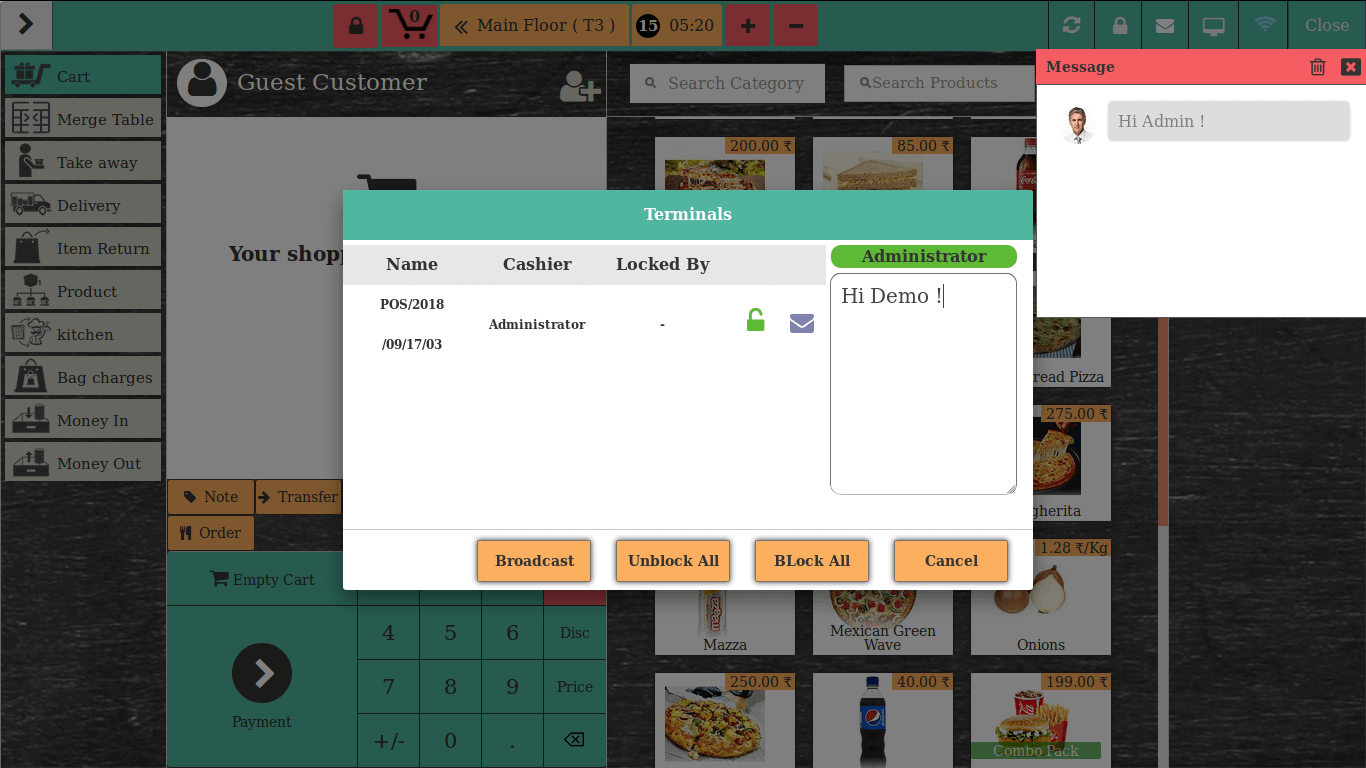 0
Main Floor ( T3 )
15 05:20
Close
Cart
Merge Table
Take away
Delivery
Item Return
Product
kitchen
Bag charges
Money In
Money Out
Guest Customer
Search Category
Search Products
Message
Hi Admin !
200.00 ₹
85.00 ₹
Your shopp
Terminals
Name Cashier Locked By
POS/2018
/09/17/03
Administrator
-
Administrator
Hi Demo !
Broadcast
Unblock All
BLock All
Cancel
Note
Transfer
Order
Empty Cart
Payment
4 5 6 Disc
7 8 9 Price
+/- 0 .
read Pizza
275.00 ₹
gherita
1.28 ₹/Kg
Mazza
Mexican Green
Wave
Onions
250.00 ₹
40.00 ₹
199.00 ₹
Combo Pack